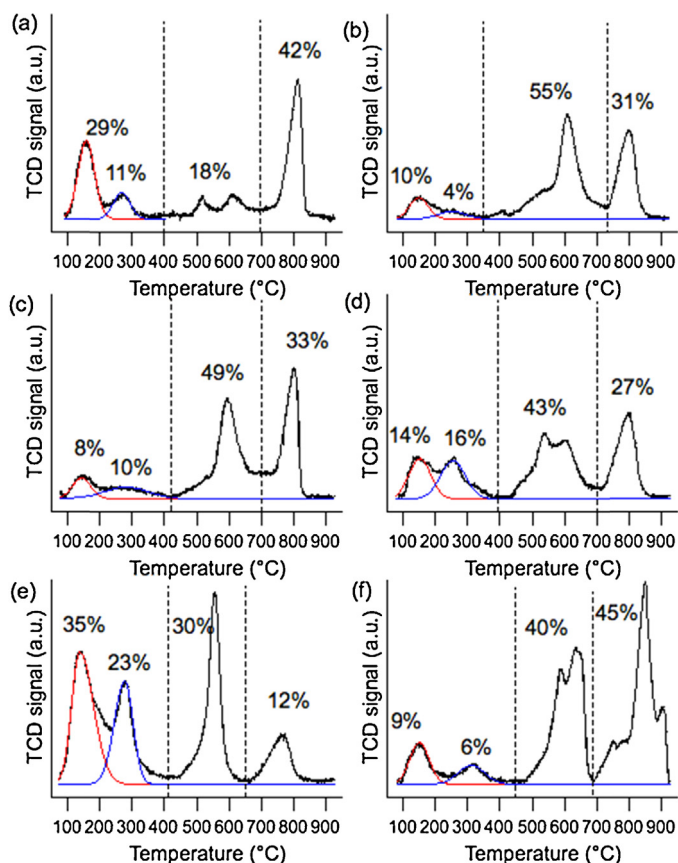 (a)
TCD signal (a.u.)
29%
11%
18%
42%
100 200 300 400 500 600 700 800 900
Temperature (°C)
(b)
TCD signal (a.u.)
10%
4%
55%
31%
100 200 300 400 500 600 700 800 900
Temperature (°C)
(c)
TCD signal (a.u.)
8%
10%
49%
33%
100 200 300 400 500 600 700 800 900
Temperature (°C)
(d)
TCD signal (a.u.)
14%
16%
43%
27%
100 200 300 400 500 600 700 800 900
Temperature (°C)
(e)
TCD signal (a.u.)
35%
23%
30%
12%
100 200 300 400 500 600 700 800 900
Temperature (°C)
(f)
TCD signal (a.u.)
9%
6%
40%
45%
100 200 300 400 500 600 700 800 900
Temperature (°C)